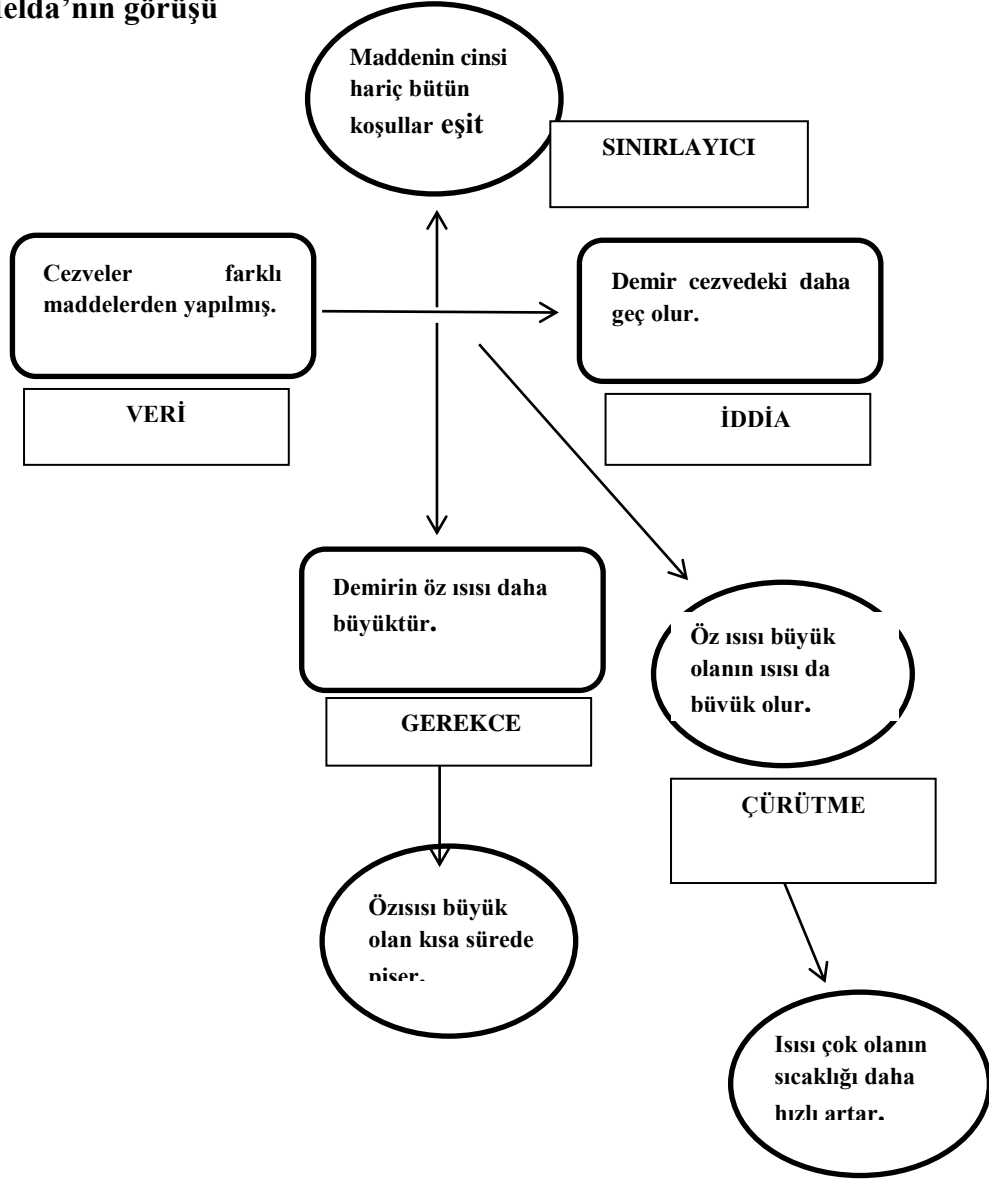 görüşü
Maddenin cinsi
hariç bütün
koşullar eşit
SINIRLAYICI
Cezveler farklı
maddelerden yapılmış.
VERİ
Demir cezvedeki daha
geç olur.
İDDİA
Demirin öz ısısı daha
büyüktür.
GEREKCE
Öz ısısı büyük
olanın ısısı da
büyük olur.
ÇÜRÜTME
Özısısı büyük
olan kısa sürede
pişer.
Isısı çok olanın
sıcaklığı daha
hızlı artar.